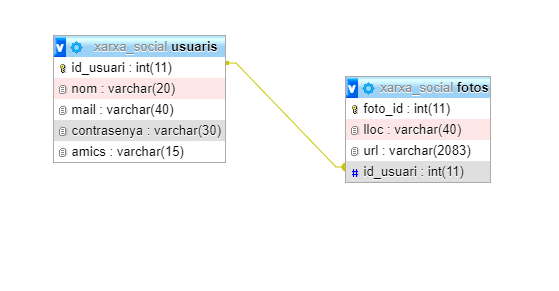 v xarxa_social usuaris
id_usuari : int(11)
nom : varchar(20)
mail : varchar(40)
contrasenya : varchar(30)
amics : varchar(15)
v xarxa_social fotos
foto_id : int(11)
lloc : varchar(40)
url : varchar(2083)
# id_usuari : int(11)